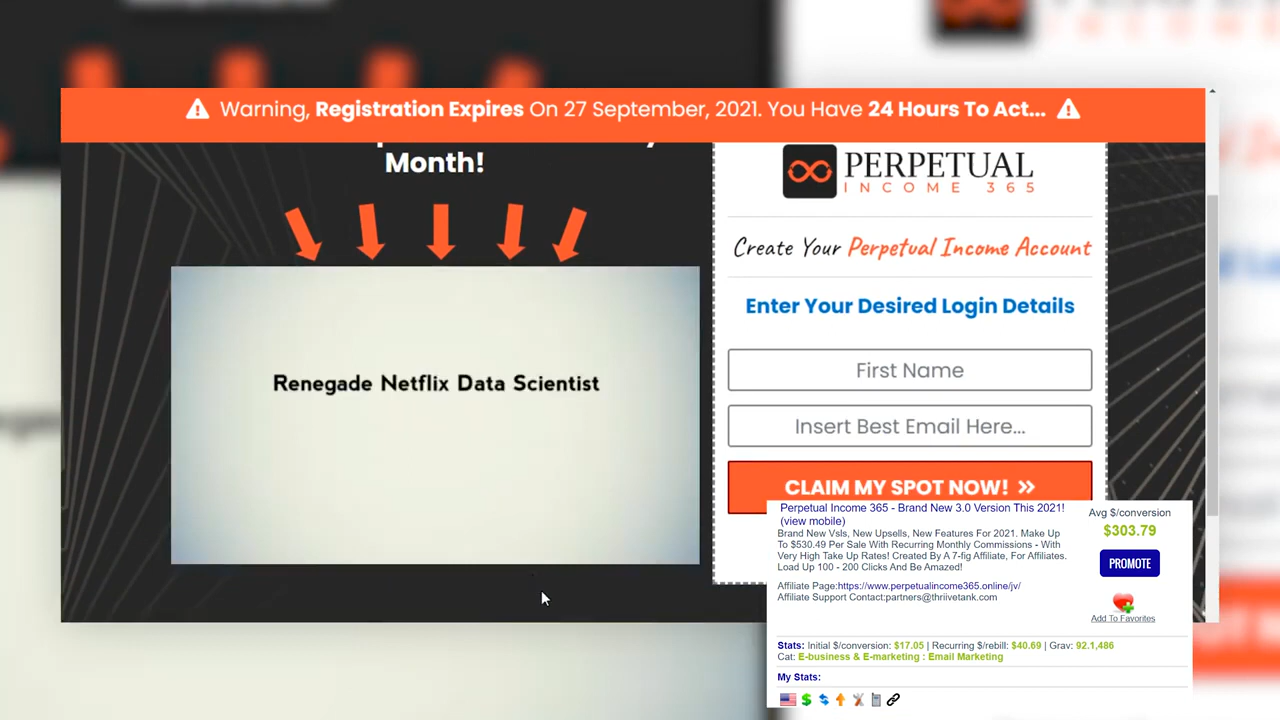 Warning, Registration Expires On 27 September, 2021. You Have 24 Hours To Act...
Month!
PERPETUAL
INCOME 365
Create Your Perpetual Income Account
Enter Your Desired Login Details
First Name
Insert Best Email Here...
CLAIM MY SPOT NOW! »
Renegade Netflix Data Scientist
Perpetual Income 365 - Brand New 3.0 Version This 2021!
(view mobile)
Brand New Vsls, New Upsells, New Features For 2021. Make Up
To $530.49 Per Sale With Recurring Monthly Commissions - With
Very High Take Up Rates! Created By A 7-fig Affiliate, For Affiliates.
Load Up 100 - 200 Clicks And Be Amazed!
Affiliate Page:https://www.perpetualincome365.online/jv/
Affiliate Support Contact:partners@thriivetank.com
Avg $/conversion
$303.79
PROMOTE
Add To Favorites
Stats: Initial $/conversion: $17.05 | Recurring $/rebill: $40.69 | Grav: 92.1,486
Cat: E-business & E-marketing : Email Marketing
My Stats: